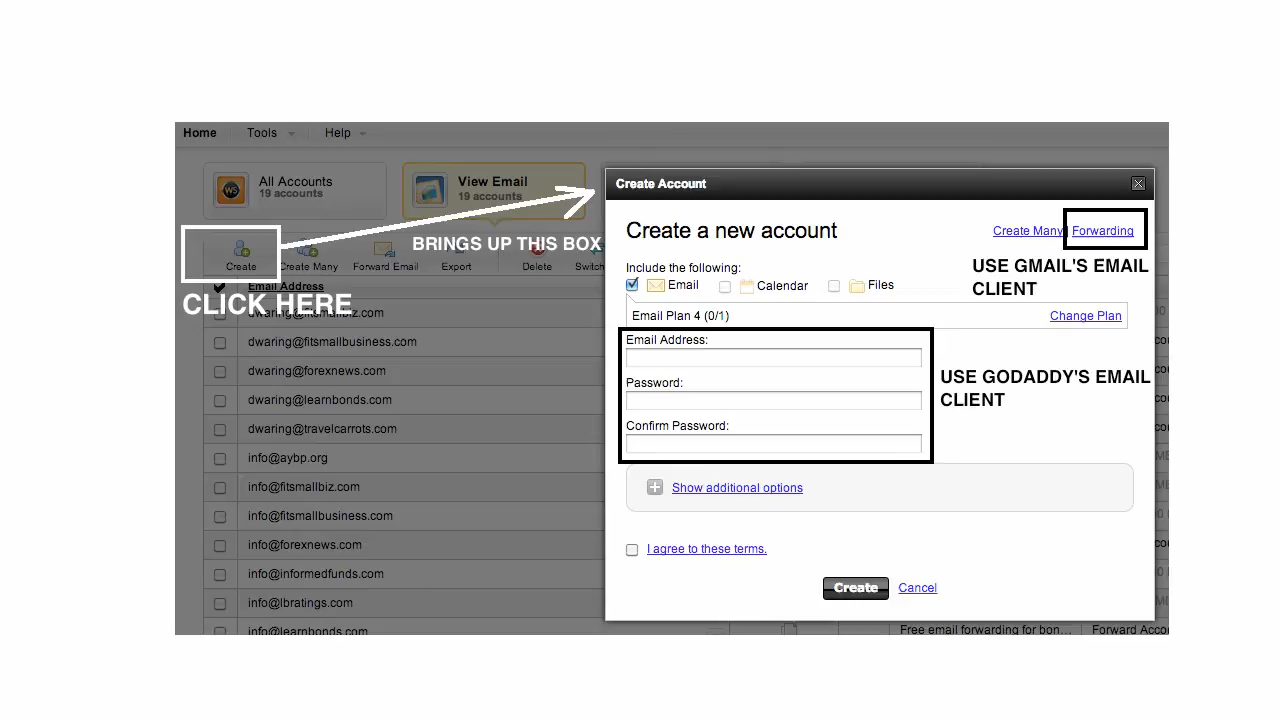 Home Tools Help
All Accounts
19 accounts
View Email
19 accounts
Create Account
Create a new account
Create Many Forwarding
BRINGS UP THIS BOX
Create Create Many Forward Email Export Delete Switch
USE GMAIL'S EMAIL
CLIENT
Include the following:
Email Calendar Files
Email Address
CLICK HERE
Email Plan 4 (0/1) Change Plan
dwaring@fitsmallbiz.com
dwaring@fitsmallbusiness.com
dwaring@forexnews.com
dwaring@learnbonds.com
dwaring@travelcarrots.com
info@aybp.org
info@fitsmallbiz.com
info@fitsmallbusiness.com
info@forexnews.com
info@informedfunds.com
info@lbratings.com
info@learnbonds.com
Email Address:
Password:
Confirm Password:
USE GODADDY'S EMAIL
CLIENT
Show additional options
I agree to these terms.
Create Cancel
Free email forwarding for bon... Forward Acco